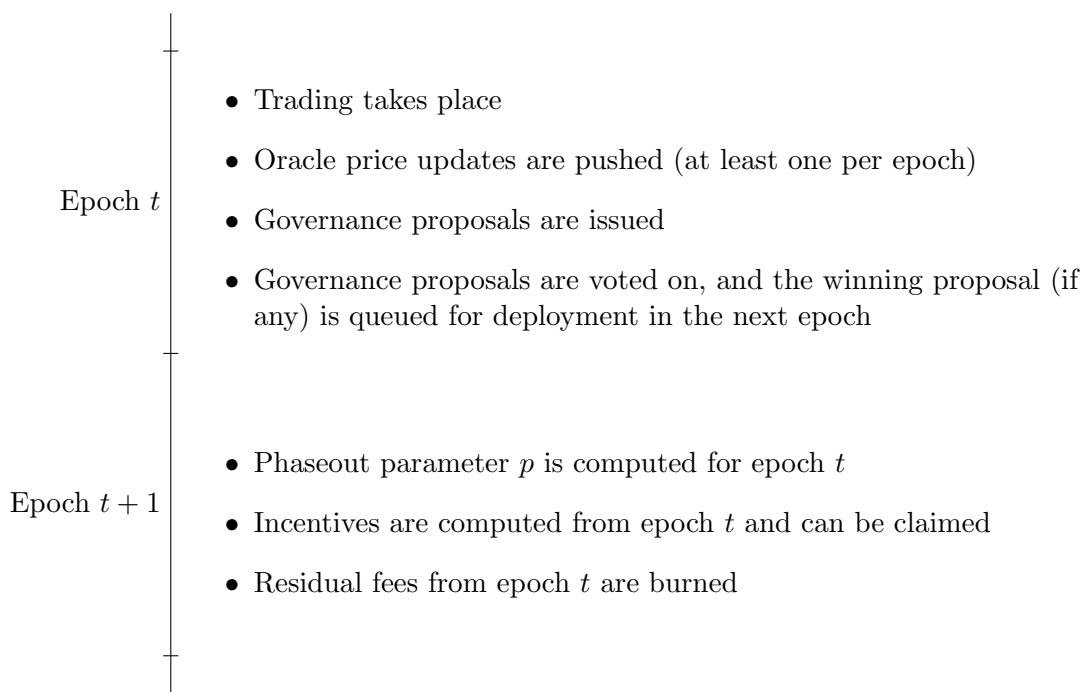 • Trading takes place
• Oracle price updates are pushed (at least one per epoch)
Epoch t
• Governance proposals are issued
• Governance proposals are voted on, and the winning proposal (if
any) is queued for deployment in the next epoch
• Phaseout parameter p is computed for epoch t
Epoch t + 1
• Incentives are computed from epoch t and can be claimed
• Residual fees from epoch t are burned